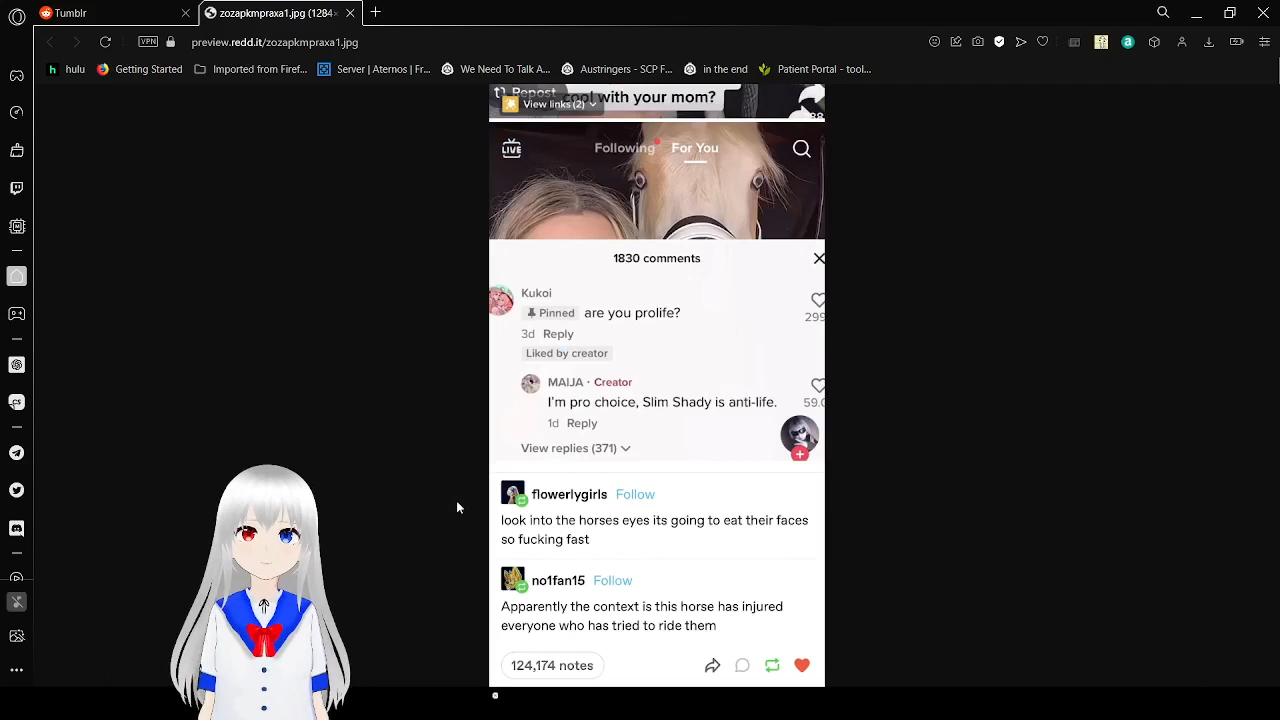 Tumblr
zozapkmpraxa1.jpg (1284×
VPN
preview.redd.it/zozapkmpraxa1.jpg
hulu
Getting Started
Imported from Firef...
Server | Aternos | Fr...
We Need To Talk A...
Austringers - SCP F...
in the end
Patient Portal - tool...
Repost
cool with your mom?
View links (2)
LIVE
Following
For You
1830 comments
Kukoi
Pinned are you prolife?
299
3d Reply
Liked by creator
MAIJA · Creator
I'm pro choice, Slim Shady is anti-life.
59.0
1d Reply
View replies (371)
flowerlygirls Follow
look into the horses eyes its going to eat their faces
so fucking fast
no1fan15 Follow
Apparently the context is this horse has injured
everyone who has tried to ride them
124,174 notes